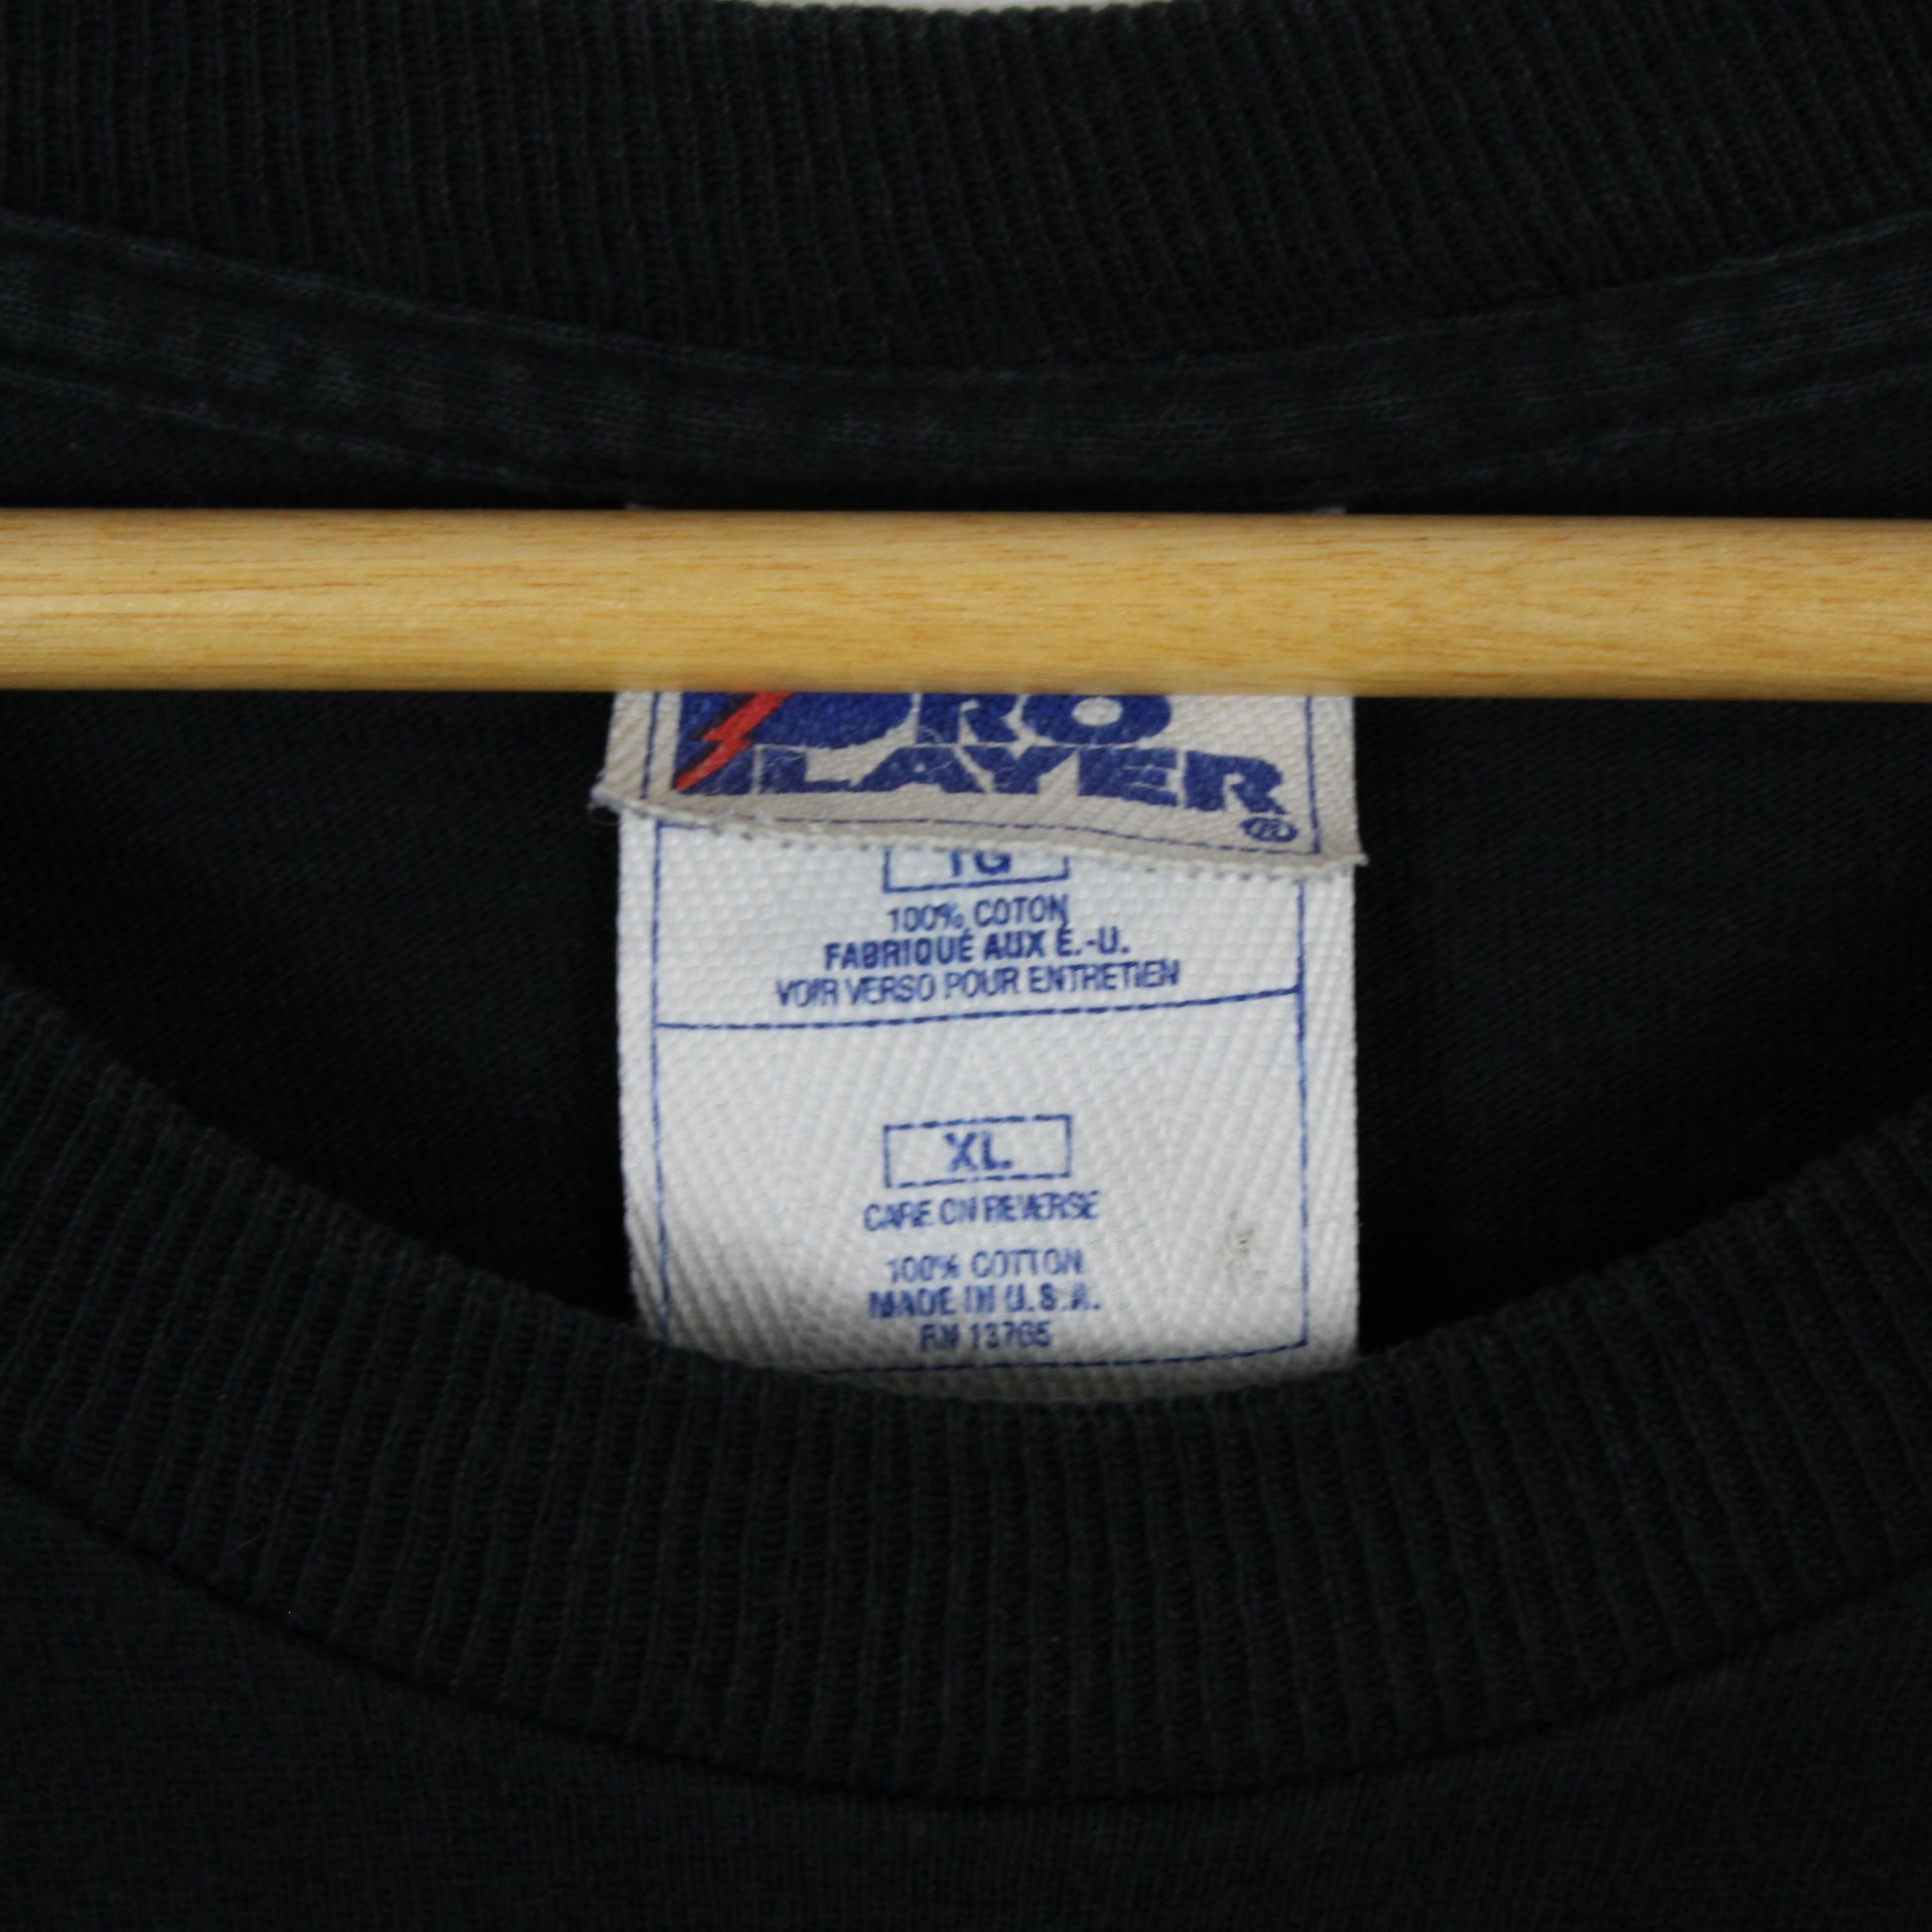 PRO
PLAYER®
TG
100% COTON
FABRIQUÉ AUX É.-U.
VOIR VERSO POUR ENTRETIEN
XL
CARE ON REVERSE
100% COTTON
MADE IN U.S.A.
RN 13765